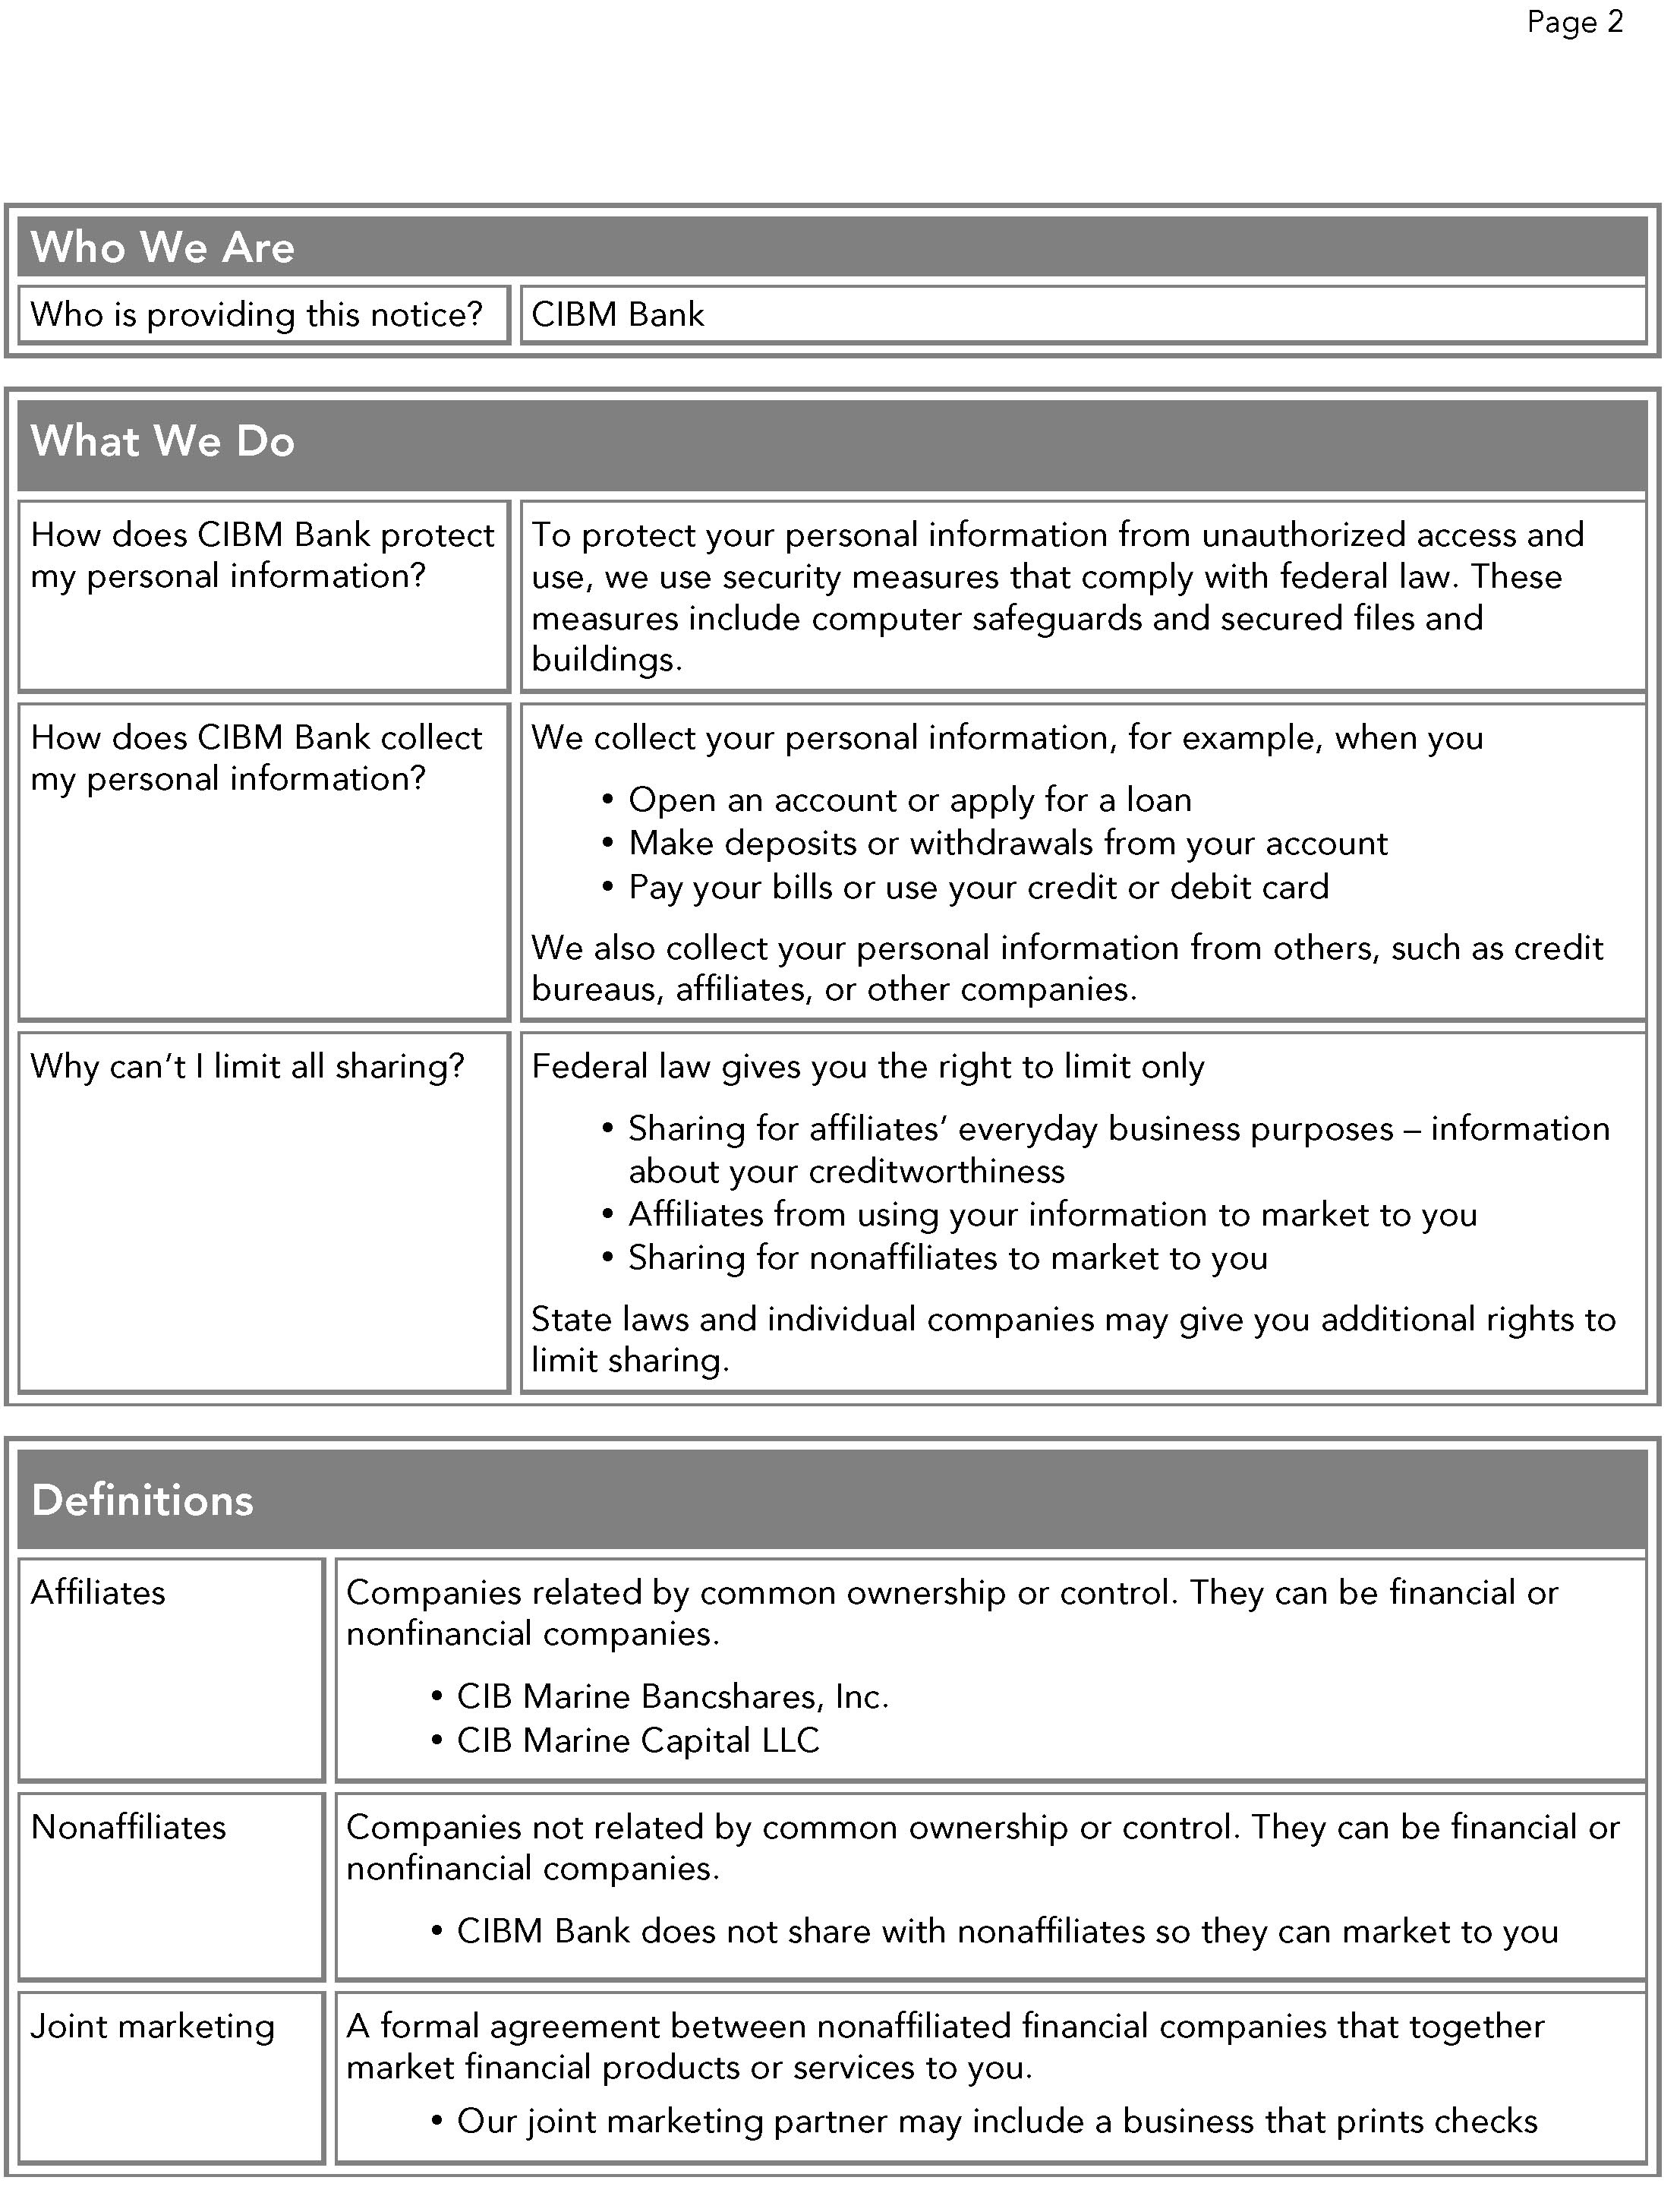 Page 2
Who We Are
Who is providing this notice?
CIBM Bank
What We Do
How does CIBM Bank protect
my personal information?
To protect your personal information from unauthorized access and
use, we use security measures that comply with federal law. These
measures include computer safeguards and secured files and
buildings.
How does CIBM Bank collect
my personal information?
We collect your personal information, for example, when you
• Open an account or apply for a loan
• Make deposits or withdrawals from your account
• Pay your bills or use your credit or debit card
We also collect your personal information from others, such as credit
bureaus, affiliates, or other companies.
Why can’t I limit all sharing?
Federal law gives you the right to limit only
• Sharing for affiliates’ everyday business purposes – information
about your creditworthiness
• Affiliates from using your information to market to you
• Sharing for nonaffiliates to market to you
State laws and individual companies may give you additional rights to
limit sharing.
Definitions
Affiliates
Companies related by common ownership or control. They can be financial or
nonfinancial companies.
• CIB Marine Bancshares, Inc.
• CIB Marine Capital LLC
Nonaffiliates
Companies not related by common ownership or control. They can be financial or
nonfinancial companies.
• CIBM Bank does not share with nonaffiliates so they can market to you
Joint marketing
A formal agreement between nonaffiliated financial companies that together
market financial products or services to you.
• Our joint marketing partner may include a business that prints checks